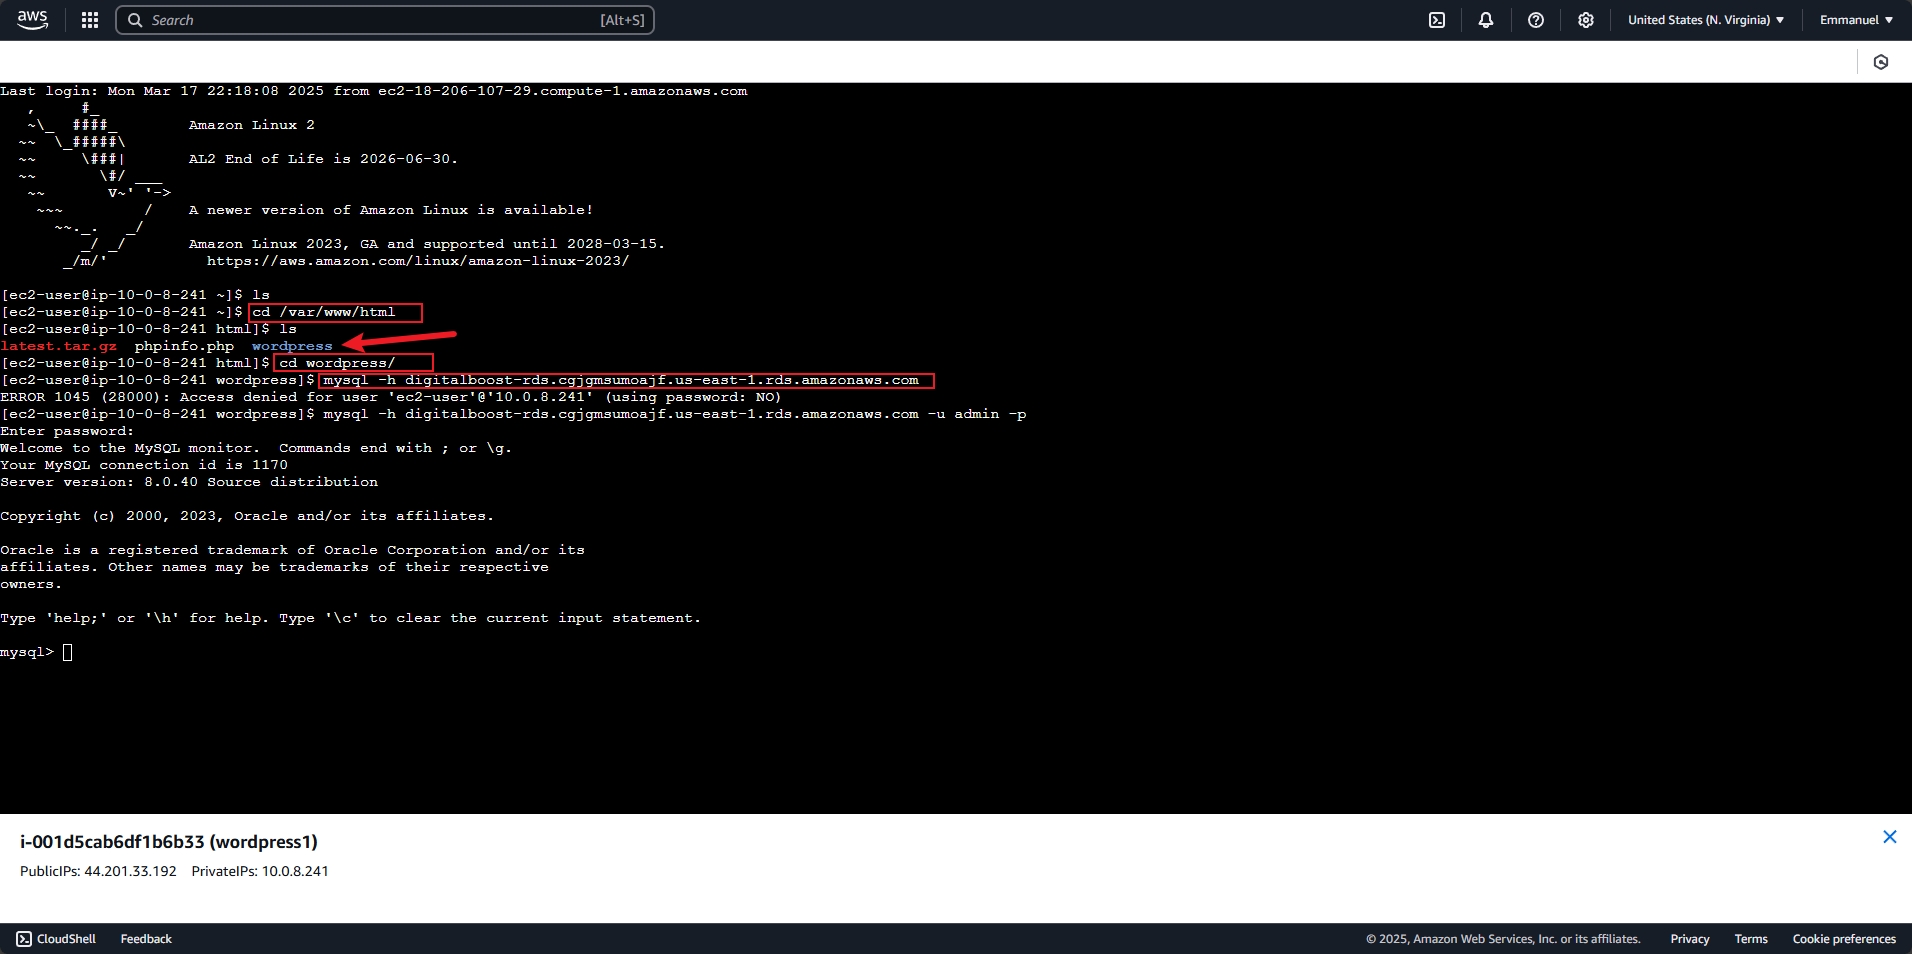 aws
Search [Alt+S]
United States (N. Virginia) ▼
Emmanuel ▼
Last login: Mon Mar 17 22:18:08 2025 from ec2-18-206-107-29.compute-1.amazonaws.com
   ,     #_
   ~\_  ####_        Amazon Linux 2
  ~~  \_#####\
  ~~     \###|       AL2 End of Life is 2026-06-30.
  ~~       \#/ ___
   ~~       V~' '->
    ~~~         /    A newer version of Amazon Linux is available!
      ~~._.   _/
         _/ _/       Amazon Linux 2023, GA and supported until 2028-03-15.
       _/m/'           https://aws.amazon.com/linux/amazon-linux-2023/
[ec2-user@ip-10-0-8-241 ~]$ ls
[ec2-user@ip-10-0-8-241 ~]$ cd /var/www/html
[ec2-user@ip-10-0-8-241 html]$ ls
latest.tar.gz  phpinfo.php  wordpress
[ec2-user@ip-10-0-8-241 html]$ cd wordpress/
[ec2-user@ip-10-0-8-241 wordpress]$ mysql -h digitalboost-rds.cgjgmsumoajf.us-east-1.rds.amazonaws.com
ERROR 1045 (28000): Access denied for user 'ec2-user'@'10.0.8.241' (using password: NO)
[ec2-user@ip-10-0-8-241 wordpress]$ mysql -h digitalboost-rds.cgjgmsumoajf.us-east-1.rds.amazonaws.com -u admin -p
Enter password:
Welcome to the MySQL monitor.  Commands end with ; or \g.
Your MySQL connection id is 1170
Server version: 8.0.40 Source distribution
Copyright (c) 2000, 2023, Oracle and/or its affiliates.
Oracle is a registered trademark of Oracle Corporation and/or its
affiliates. Other names may be trademarks of their respective
owners.
Type 'help;' or '\h' for help. Type '\c' to clear the current input statement.
mysql>
i-001d5cab6df1b6b33 (wordpress1)
PublicIPs: 44.201.33.192 PrivateIPs: 10.0.8.241
CloudShell Feedback © 2025, Amazon Web Services, Inc. or its affiliates. Privacy Terms Cookie preferences